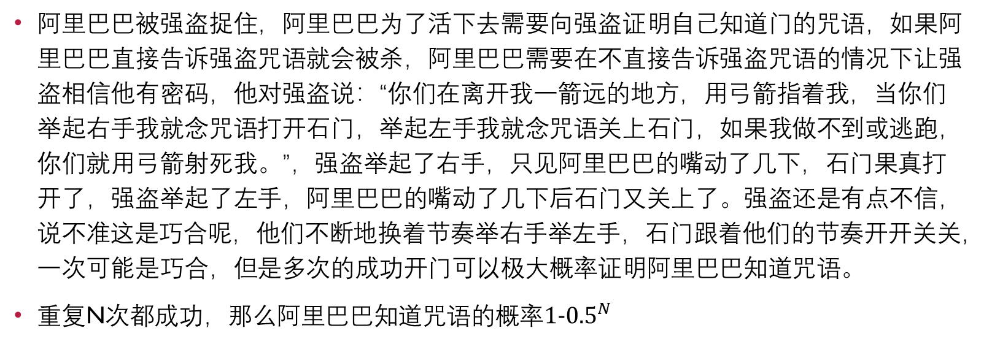 • 阿里巴巴被强盗捉住，阿里巴巴为了活下去需要向强盗证明自己知道门的咒语，如果阿
里巴巴直接告诉强盗咒语就会被杀，阿里巴巴需要在不直接告诉强盗咒语的情况下让强
盗相信他有密码，他对强盗说：“你们在离开我一箭远的地方，用弓箭指着我，当你们
举起右手我就念咒语打开石门，举起左手我就念咒语关上石门，如果我做不到或逃跑，
你们就用弓箭射死我。”，强盗举起了右手，只见阿里巴巴的嘴动了几下，石门果真打
开了，强盗举起了左手，阿里巴巴的嘴动了几下后石门又关上了。强盗还是有点不信，
说不准这是巧合呢，他们不断地换着节奏举右手举左手，石门跟着他们的节奏开开关关，
一次可能是巧合，但是多次的成功开门可以极大概率证明阿里巴巴知道咒语。
• 重复N次都成功，那么阿里巴巴知道咒语的概率1-0.5^N